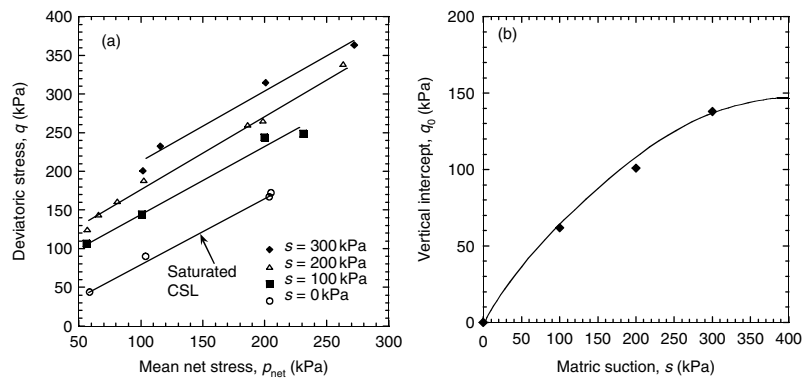 (a)
400
350
300
250
200
150
100
50
0
Deviatoric stress, q (kPa)
50 100 150 200 250 300
Mean net stress, pnet (kPa)
Saturated
CSL
s = 300 kPa
s = 200 kPa
s = 100 kPa
s = 0 kPa
(b)
200
150
100
50
0
Vertical intercept, q0 (kPa)
0 50 100 150 200 250 300 350 400
Matric suction, s (kPa)